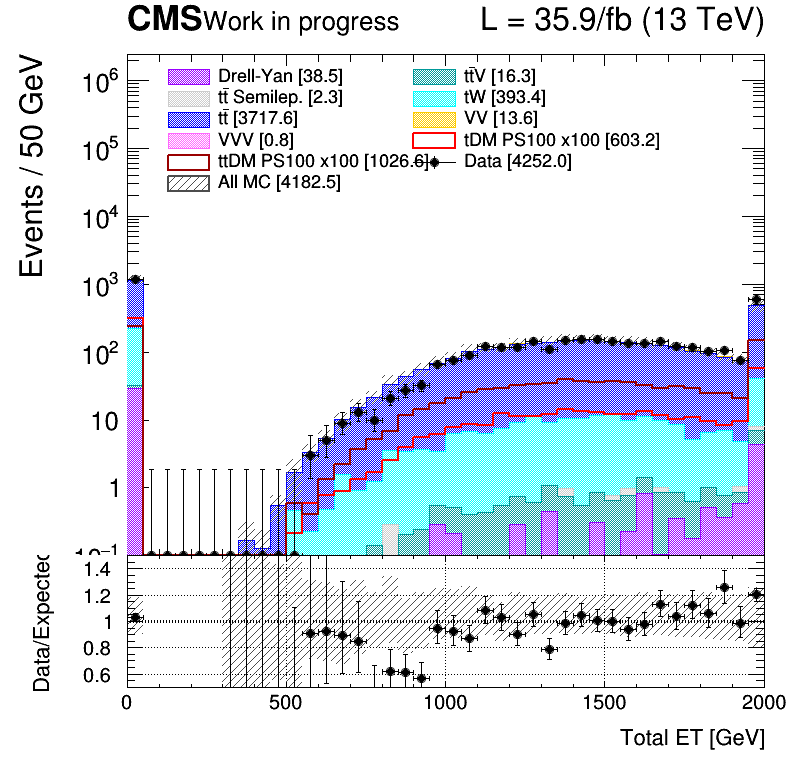 CMS Work in progress L = 35.9/fb (13 TeV)
Events / 50 GeV
10⁶
10⁵
10⁴
10³
10²
10
1
10⁻¹
Drell-Yan [38.5] tt̄V [16.3]
tt̄ Semilep. [2.3] tW [393.4]
tt̄ [3717.6] VV [13.6]
VVV [0.8] tDM PS100 x100 [603.2]
ttDM PS100 x100 [1026.6] Data [4252.0]
All MC [4182.5]
Data/Expected
1.4
1.2
1
0.8
0.6
0 500 1000 1500 2000
Total ET [GeV]